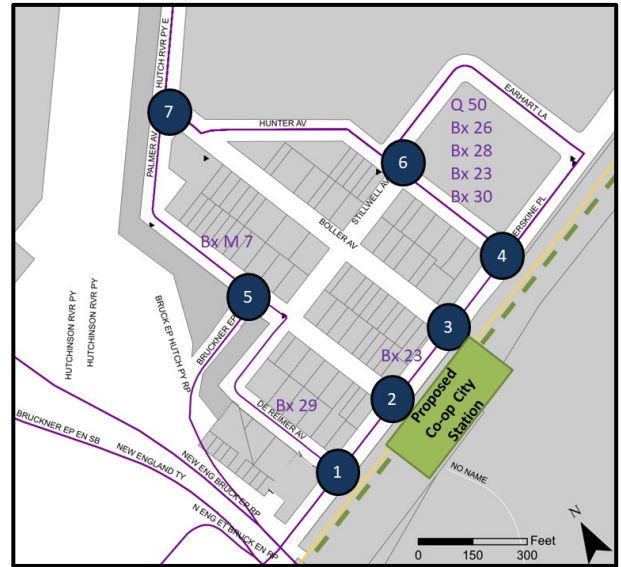 HUTCH RVR PY E
7
PALMER AV
HUNTER AV
EARHART LA
Q 50
Bx 26
Bx 28
Bx 23
Bx 30
6
STILLWELL AV
ERSKINE PL
4
BOLLER AV
Bx M 7
5
BRUCKNER EP
3
Bx 23
2
Bx 29
DE REIMER AV
1
Proposed
Co-op City
Station
HUTCHINSON RVR PY
HUTCHINSON RVR PY
BRUCK EP HUTCH PY RP
BRUCKNER EP EN SB
NEW ENGLAND TY
NEW ENG BRUCK EP RP
N ENG ET BRUCK EN RP
NO NAME
N
Feet
0 150 300